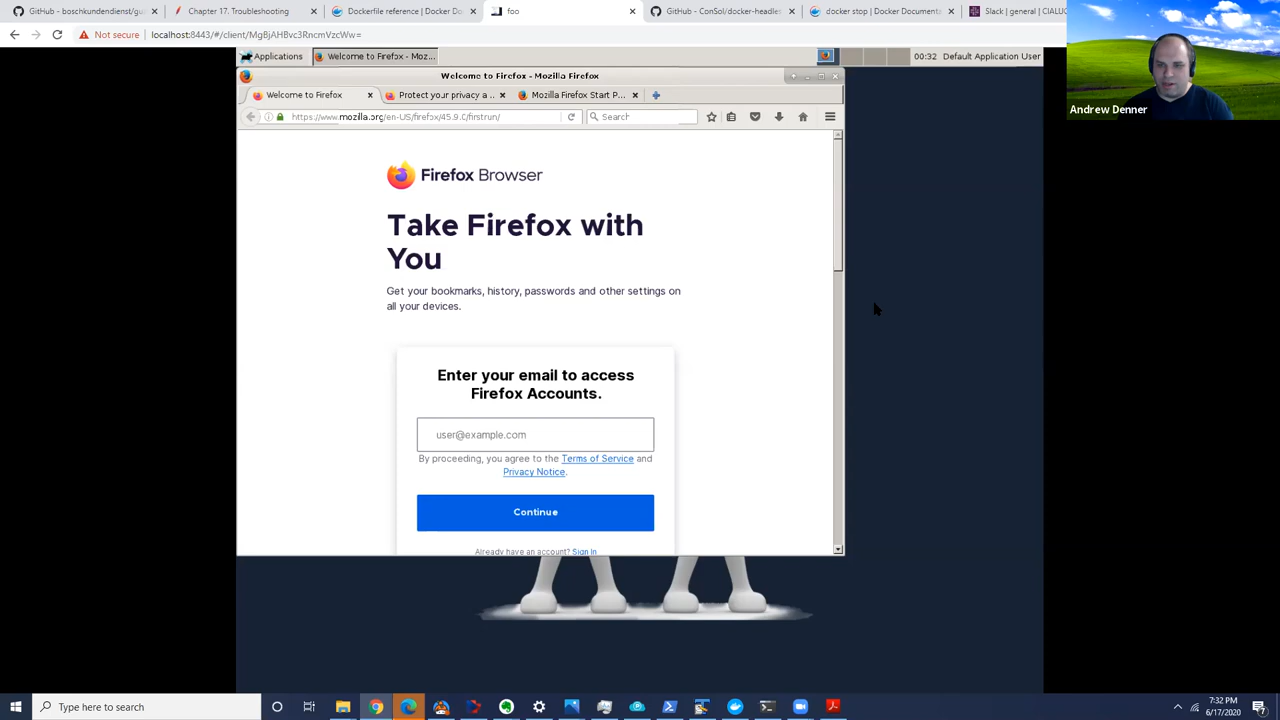 GitHub - boschkundendienst/gu
Chapter 17. Troubleshooting
Dockerfile reference | Docker Do
foo
GitHub - ConSol/docker-headle
docker stop | Docker Documenta
Slack | general | CIALUG
Not secure
localhost:8443/#/client/MgBjAHBvc3RncmVzcWw=
Applications
Welcome to Firefox - Moz...
00:32
Default Application User
Welcome to Firefox - Mozilla Firefox
Welcome to Firefox
Protect your privacy a...
Mozilla Firefox Start P...
https://www.mozilla.org/en-US/firefox/45.9.0/firstrun/
Search
Andrew Denner
Firefox Browser
Take Firefox with
You
Get your bookmarks, history, passwords and other settings on
all your devices.
Enter your email to access
Firefox Accounts.
user@example.com
By proceeding, you agree to the Terms of Service and
Privacy Notice.
Continue
Already have an account? Sign In
Type here to search
7:32 PM
6/17/2020